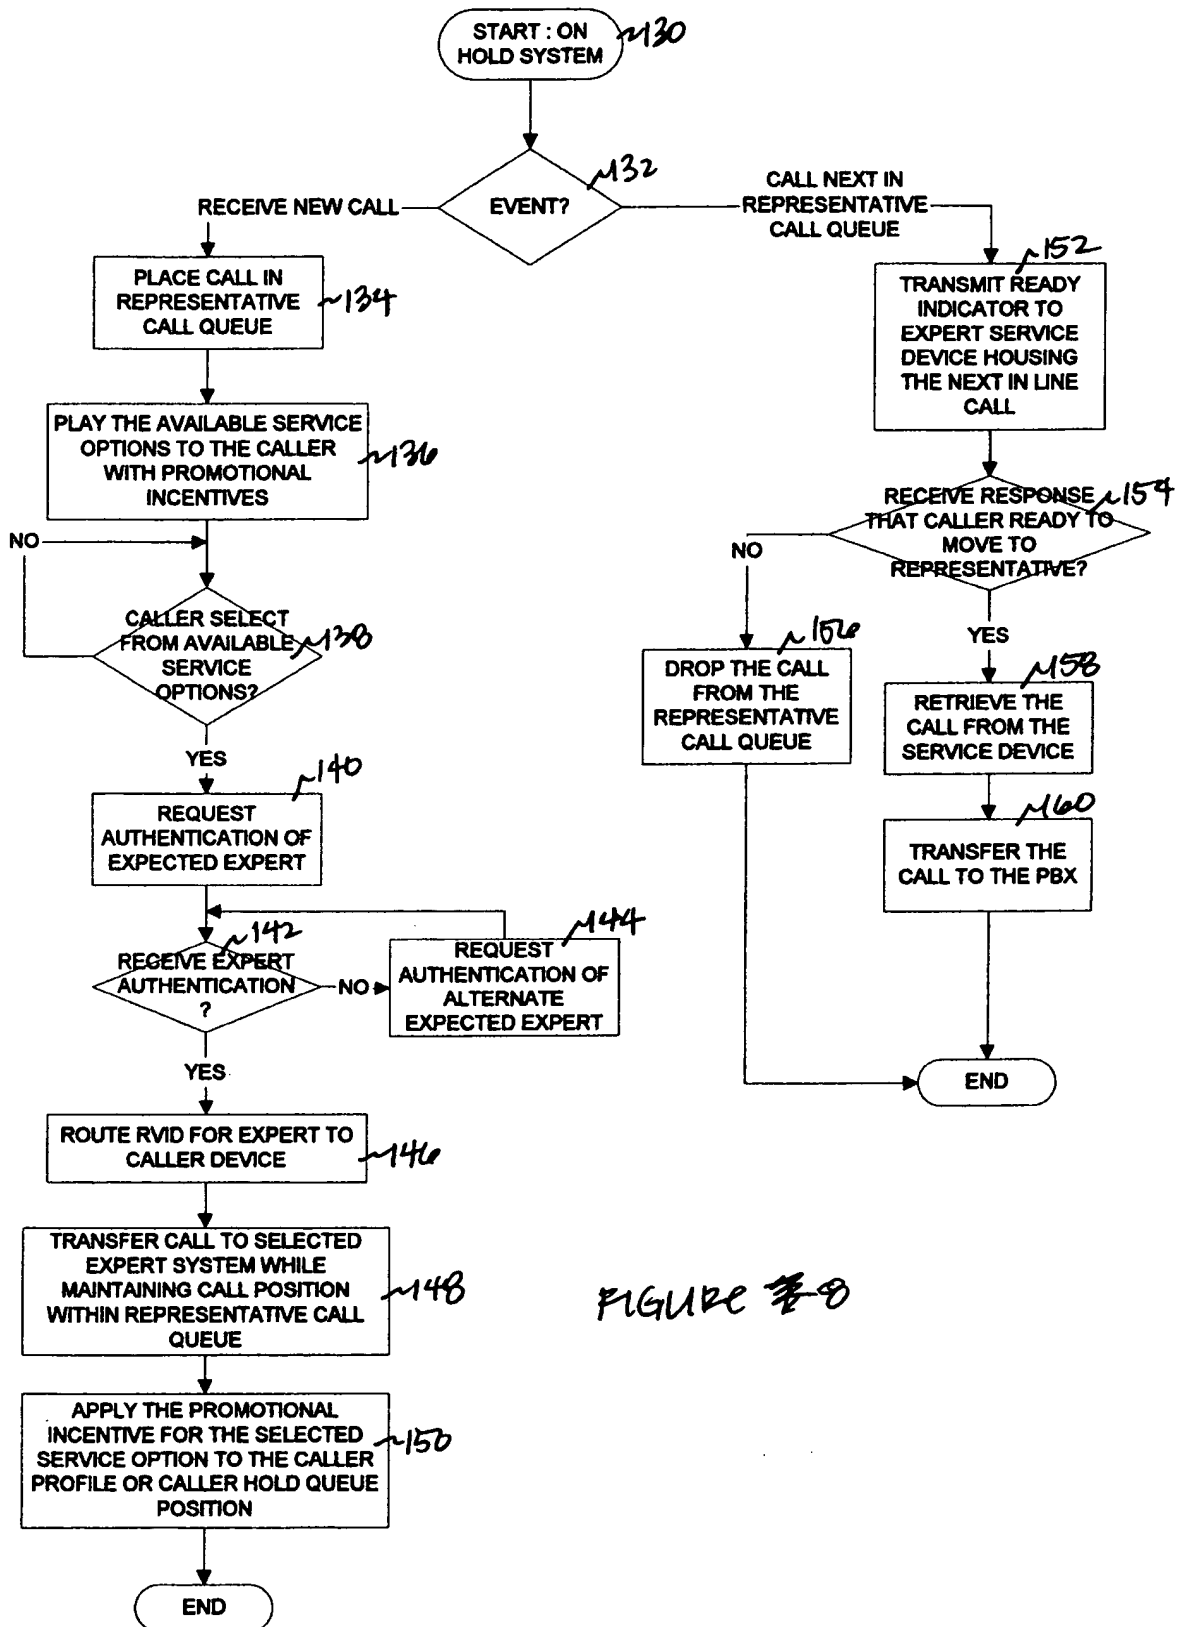 START : ON
HOLD SYSTEM
130
EVENT?
132
RECEIVE NEW CALL
CALL NEXT IN
REPRESENTATIVE
CALL QUEUE
PLACE CALL IN
REPRESENTATIVE
CALL QUEUE
134
PLAY THE AVAILABLE SERVICE
OPTIONS TO THE CALLER
WITH PROMOTIONAL
INCENTIVES
136
NO
CALLER SELECT
FROM AVAILABLE
SERVICE
OPTIONS?
138
YES
140
REQUEST
AUTHENTICATION OF
EXPECTED EXPERT
142
RECEIVE EXPERT
AUTHENTICATION
?
NO
144
REQUEST
AUTHENTICATION OF
ALTERNATE
EXPECTED EXPERT
YES
ROUTE RVID FOR EXPERT TO
CALLER DEVICE
146
TRANSFER CALL TO SELECTED
EXPERT SYSTEM WHILE
MAINTAINING CALL POSITION
WITHIN REPRESENTATIVE CALL
QUEUE
148
APPLY THE PROMOTIONAL
INCENTIVE FOR THE SELECTED
SERVICE OPTION TO THE CALLER
PROFILE OR CALLER HOLD QUEUE
POSITION
150
END
152
TRANSMIT READY
INDICATOR TO
EXPERT SERVICE
DEVICE HOUSING
THE NEXT IN LINE
CALL
RECEIVE RESPONSE
THAT CALLER READY TO
MOVE TO
REPRESENTATIVE?
154
NO
156
DROP THE CALL
FROM THE
REPRESENTATIVE
CALL QUEUE
YES
158
RETRIEVE THE
CALL FROM THE
SERVICE DEVICE
160
TRANSFER THE
CALL TO THE PBX
END
FIGURE 8